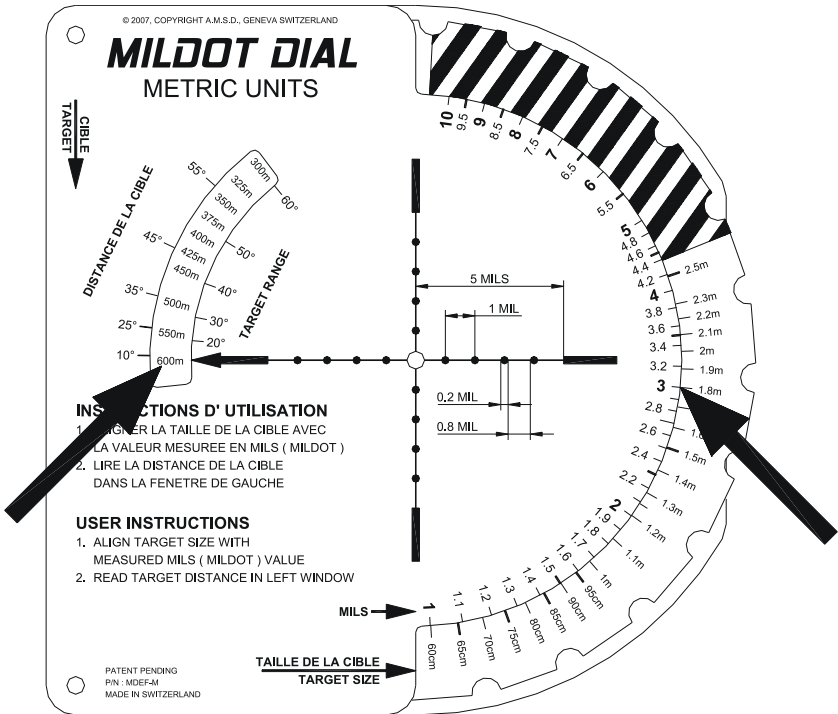 © 2007, COPYRIGHT A.M.S.D., GENEVA SWITZERLAND
MILDOT DIAL
METRIC UNITS
CIBLE
TARGET
DISTANCE DE LA CIBLE
55°
45°
35°
25°
10°
300m
325m
350m
375m
400m
425m
450m
500m
550m
600m
60°
50°
40°
30°
20°
TARGET RANGE
5 MILS
1 MIL
0.2 MIL
0.8 MIL
10
9.5
9
8.5
8
7.5
7
6.5
6
5.5
5
4.8
4.6
4.4
4.2
4
3.8
3.6
3.4
3.2
3
2.8
2.6
2.4
2.2
2
1.9
1.8
1.7
1.6
1.5
1.4
1.3
1.2
1.1
1
2.5m
2.3m
2.2m
2.1m
2m
1.9m
1.8m
1.5m
1.4m
1.3m
1.2m
1.1m
1m
95cm
90cm
85cm
80cm
75cm
70cm
65cm
60cm
D' UTILISATION
LA TAILLE DE LA CIBLE AVEC
LA VALEUR MESUREE EN MILS ( MILDOT )
2. LIRE LA DISTANCE DE LA CIBLE
DANS LA FENETRE DE GAUCHE
USER INSTRUCTIONS
1. ALIGN TARGET SIZE WITH
MEASURED MILS ( MILDOT ) VALUE
2. READ TARGET DISTANCE IN LEFT WINDOW
MILS
TAILLE DE LA CIBLE
TARGET SIZE
PATENT PENDING
P/N : MDEF-M
MADE IN SWITZERLAND